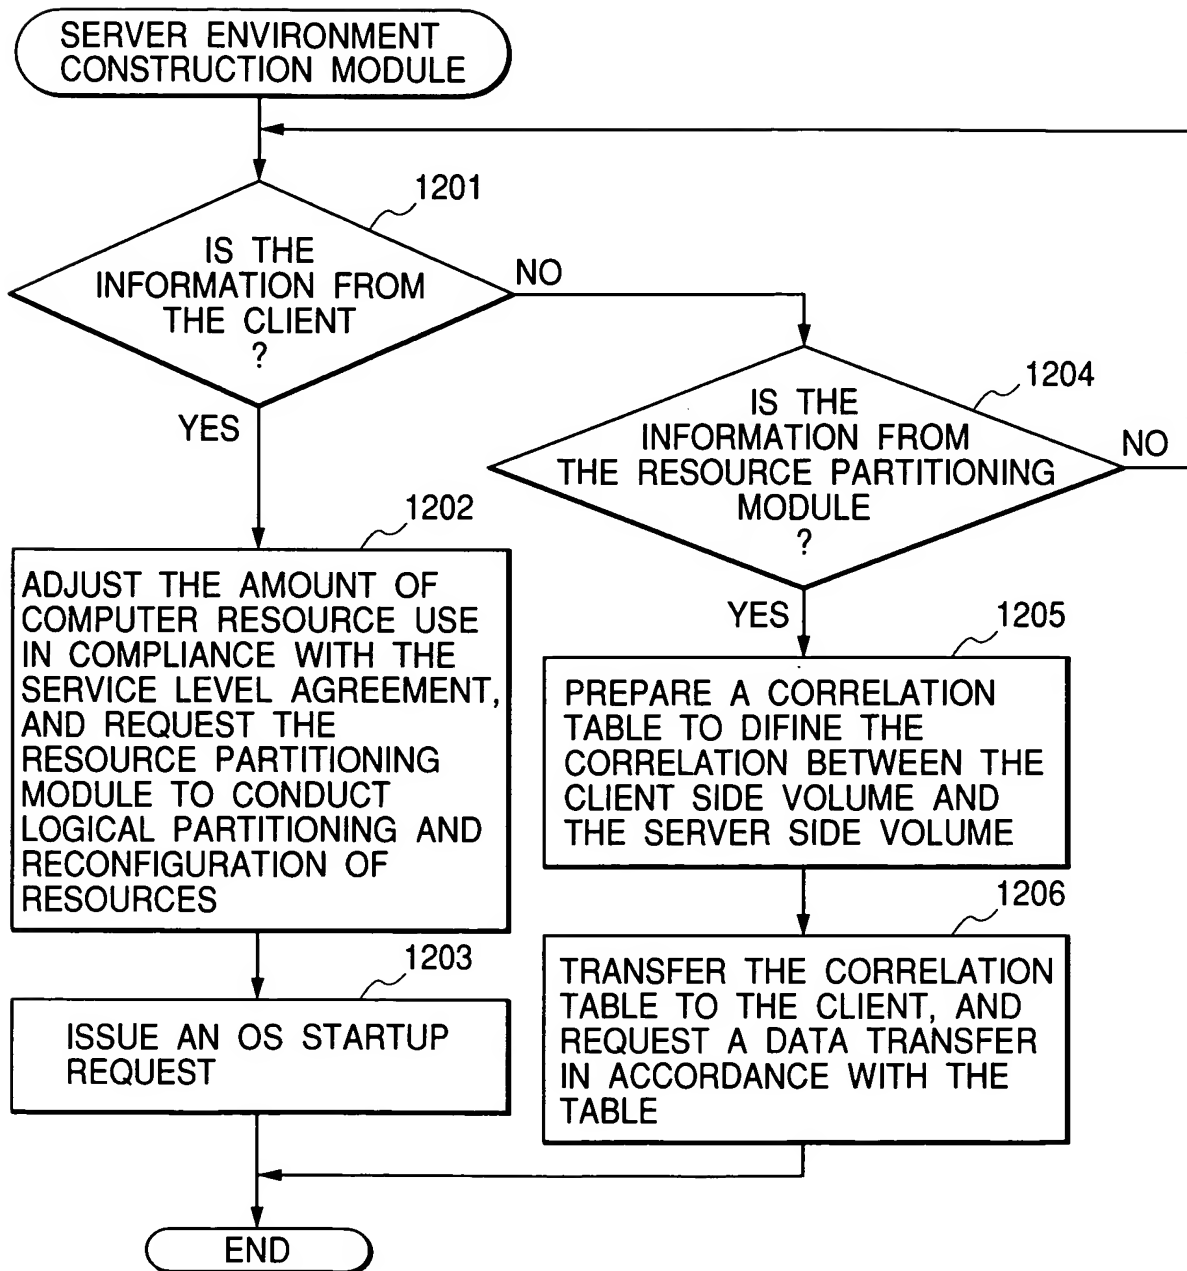 SERVER ENVIRONMENT
CONSTRUCTION MODULE
1201
IS THE
INFORMATION FROM
THE CLIENT
?
NO
YES
1204
IS THE
INFORMATION FROM
THE RESOURCE PARTITIONING
MODULE
?
NO
YES
1202
ADJUST THE AMOUNT OF
COMPUTER RESOURCE USE
IN COMPLIANCE WITH THE
SERVICE LEVEL AGREEMENT,
AND REQUEST THE
RESOURCE PARTITIONING
MODULE TO CONDUCT
LOGICAL PARTITIONING AND
RECONFIGURATION OF
RESOURCES
1203
ISSUE AN OS STARTUP
REQUEST
1205
PREPARE A CORRELATION
TABLE TO DIFINE THE
CORRELATION BETWEEN THE
CLIENT SIDE VOLUME AND
THE SERVER SIDE VOLUME
1206
TRANSFER THE CORRELATION
TABLE TO THE CLIENT, AND
REQUEST A DATA TRANSFER
IN ACCORDANCE WITH THE
TABLE
END